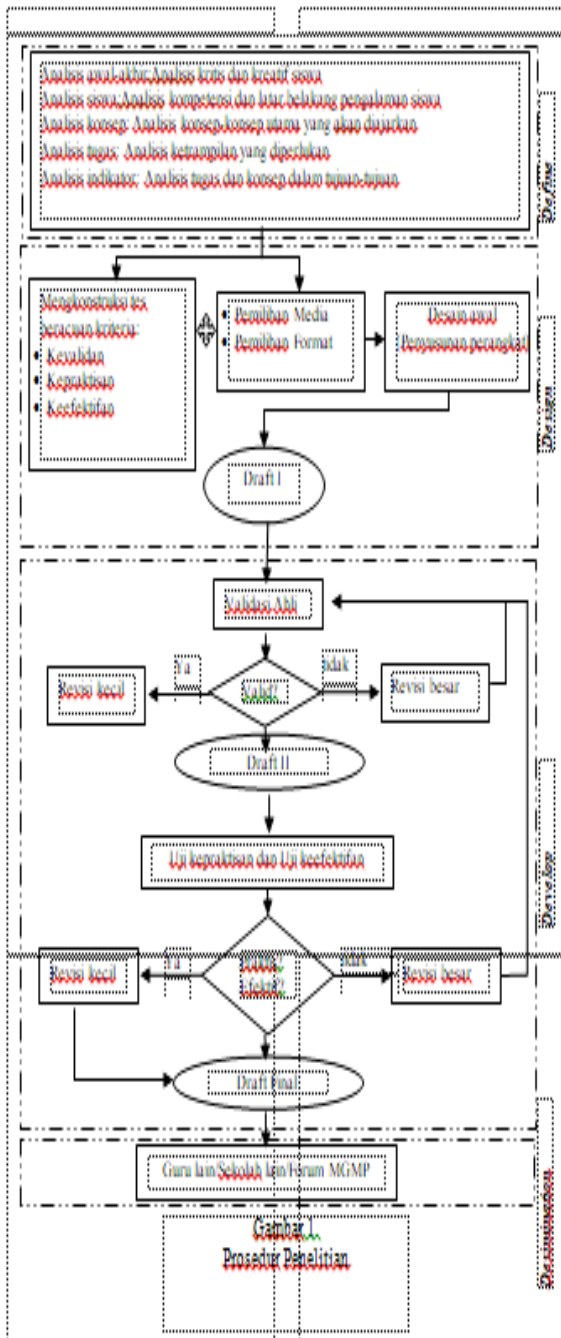 Analisis awal-akhir:Analisis kritis dan kreatif siswa
Analisis siswa:Analisis kompetensi dan latar belakang pengalaman siswa
Analisis konsep: Analisis konsep-konsep utama yang akan diajarkan
Analisis tugas: Analisis ketrampilan yang diperlukan
Analisis indikator: Analisis tugas dan konsep dalam tujuan-tujuan
Define
Mengkonstruksi tes
beracuan kriteria:
• Kevalidan
• Kepraktisan
• Keefektifan
• Pemilihan Media
• Pemilihan Format
Desain awal
Penyusunan perangkat
Design
Draft I
Validasi Ahli
Ya
tidak
Revisi kecil
Valid?
Revisi besar
Draft II
Uji kepraktisan dan Uji keefektifan
Develop
Ya
tidak
Revisi kecil
efektif?
Revisi besar
Draft Final
Guru lain/Sekolah lain/Forum MGMP
Gambar 1.
Prosedur Penelitian